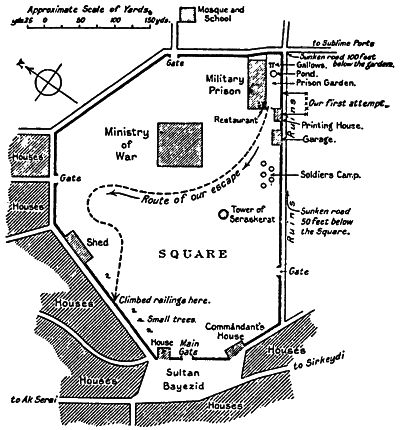 Approximate Scale of Yards.
yds.25 0 50 100 150 yds.
Mosque and
School
to Sublime Porte
Gate
Sunken road 100 feet
below the gardens.
Gallows.
Pond.
Prison Garden.
Military
Prison
Ruins
Our first attempt.
Restaurant
Printing House.
Garage.
Ministry
of War
Houses
Gate
Route of our escape
Soldiers Camp.
Tower of
Seraskerat
Ruins
Sunken road
50 feet below
the Square.
Shed
SQUARE
Gate
Houses
Climbed railings here.
Small trees.
Commandant's
House
House
Main
Gate
Houses
Houses
to Sirkeydi
Houses
Sultan
Bayezid
to Ak Serai
Houses